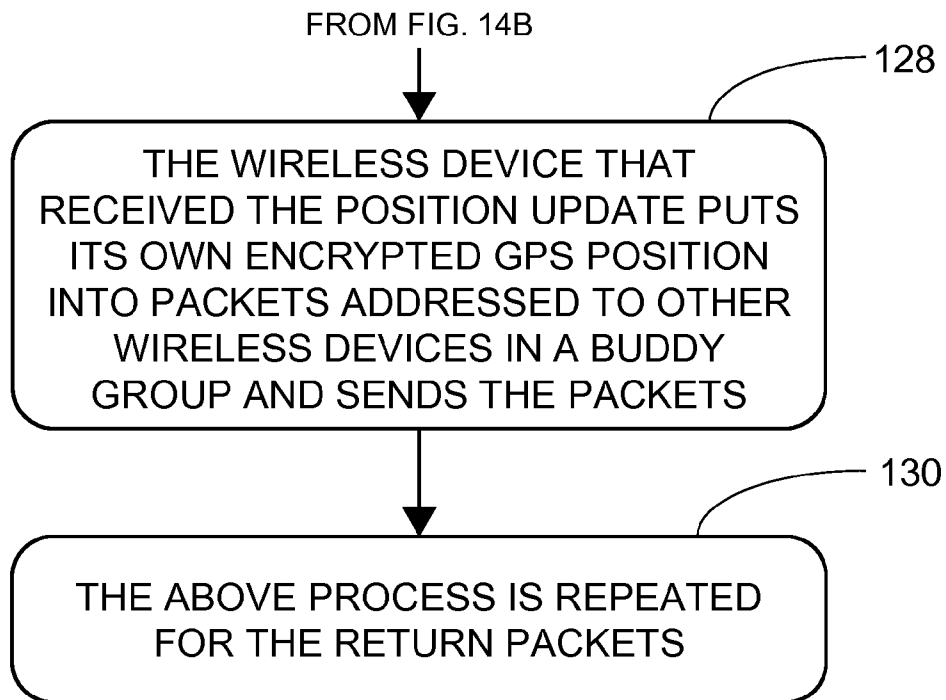 FROM FIG. 14B
128
THE WIRELESS DEVICE THAT
RECEIVED THE POSITION UPDATE PUTS
ITS OWN ENCRYPTED GPS POSITION
INTO PACKETS ADDRESSED TO OTHER
WIRELESS DEVICES IN A BUDDY
GROUP AND SENDS THE PACKETS
130
THE ABOVE PROCESS IS REPEATED
FOR THE RETURN PACKETS